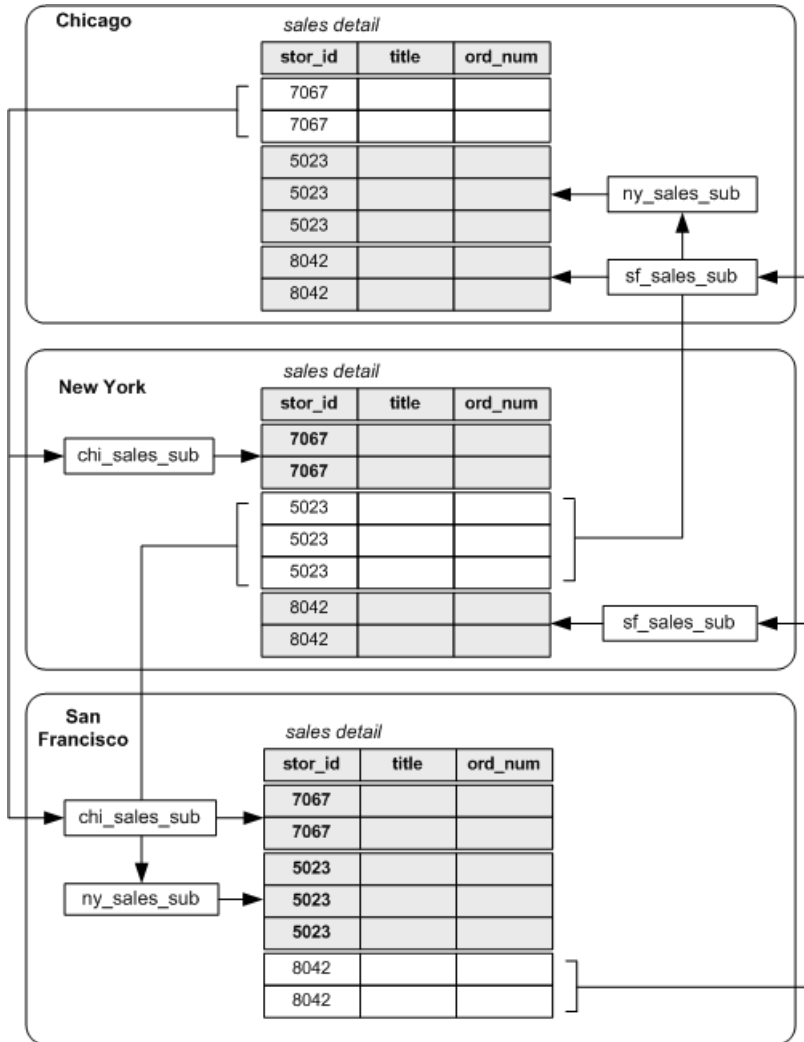 Chicago
sales detail
stor_id title ord_num
7067
7067
5023
5023
5023
8042
8042
ny_sales_sub
sf_sales_sub
New York
sales detail
stor_id title ord_num
7067
7067
5023
5023
5023
8042
8042
chi_sales_sub
sf_sales_sub
San
Francisco
sales detail
stor_id title ord_num
7067
7067
5023
5023
5023
8042
8042
chi_sales_sub
ny_sales_sub